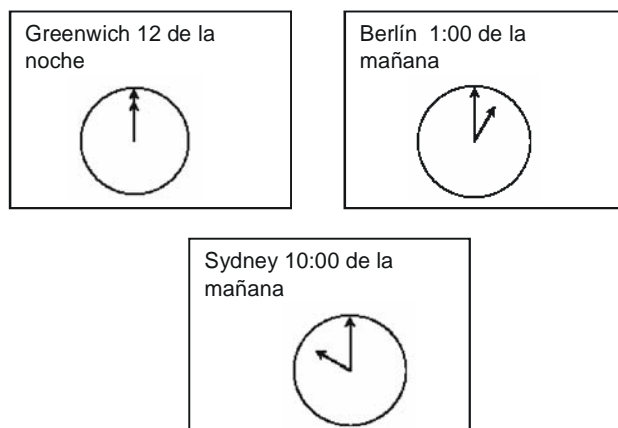 Greenwich 12 de la
noche
Berlín 1:00 de la
mañana
Sydney 10:00 de la
mañana